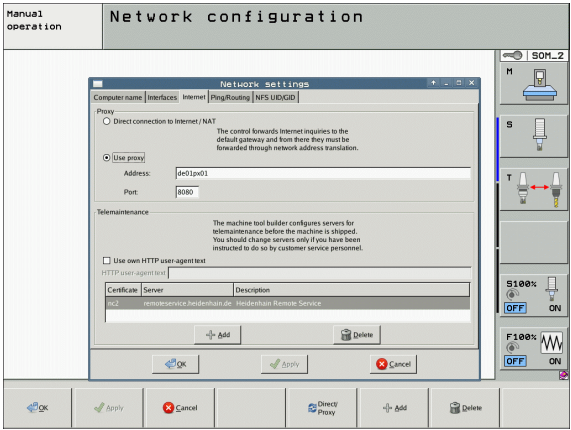 Manual
operation
Network configuration
SOM_2
Network settings
Computer name Interfaces Internet Ping/Routing NFS UID/GID
Proxy
Direct connection to Internet / NAT
The control forwards Internet inquiries to the
default gateway and from there they must be
forwarded through network address translation.
Use proxy
Address: de01px01
Port: 8080
Telemaintenance
The machine tool builder configures servers for
telemaintenance before the machine is shipped.
You should change servers only if you have been
instructed to do so by customer service personnel.
Use own HTTP user-agent text
HTTP user-agent text
Certificate Server Description
nc2 remoteservice.heidenhain.de Heidenhain Remote Service
Add Delete
OK Apply Cancel
M
S
T
S100%
OFF ON
F100%
OFF ON
OK Apply Cancel Direct/
Proxy Add Delete